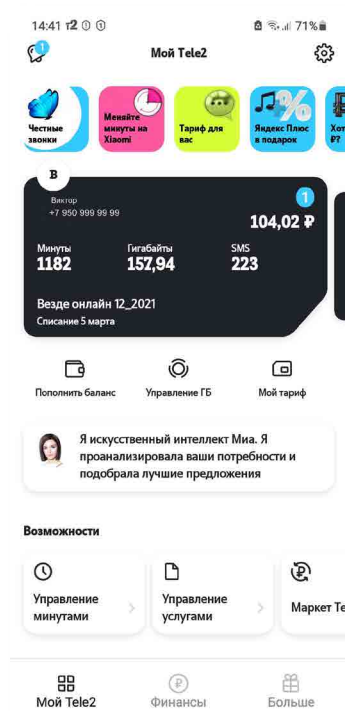 14:41 т2
71%
1
Мой Tele2
Честные
звонки
Меняйте
минуты на
Xiaomi
Тариф для
вас
Яндекс Плюс
в подарок
В
Виктор
+7 950 999 99 99
1
104,02 ₽
Минуты
Гигабайты
SMS
1182
157,94
223
Везде онлайн 12_2021
Списание 5 марта
Пополнить баланс
Управление ГБ
Мой тариф
Я искусственный интеллект Миа. Я
проанализировала ваши потребности и
подобрала лучшие предложения
Возможности
Управление
минутами
Управление
услугами
Маркет Te
Мой Tele2
Финансы
Больше